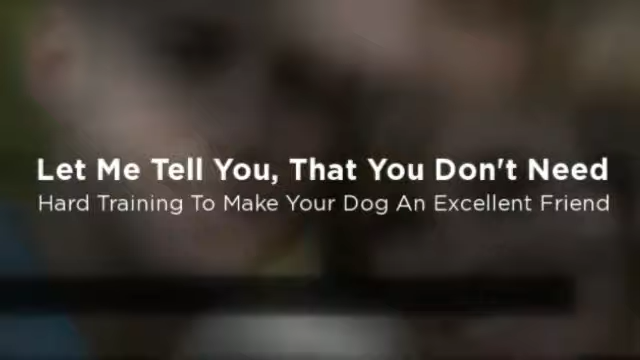 Let Me Tell You, That You Don't Need
Hard Training To Make Your Dog An Excellent Friend